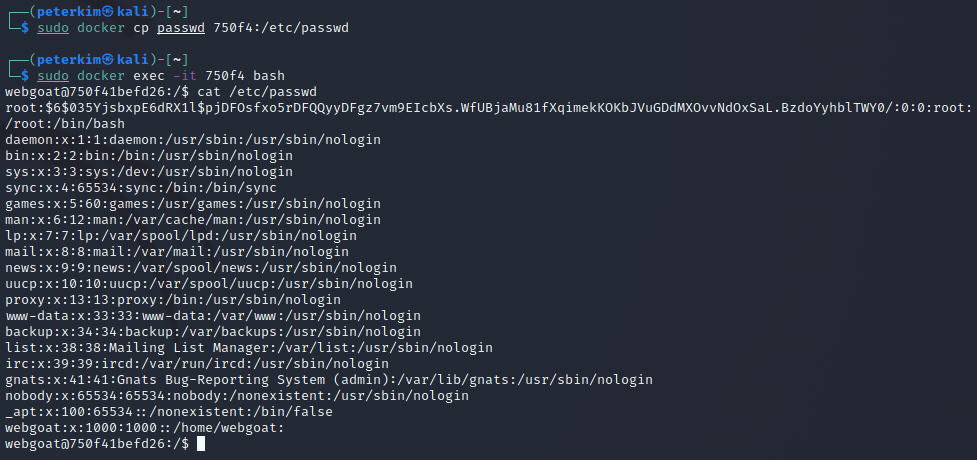 ┌──(peterkim㉿kali)-[~]
└─$ sudo docker cp passwd 750f4:/etc/passwd
┌──(peterkim㉿kali)-[~]
└─$ sudo docker exec -it 750f4 bash
webgoat@750f41befd26:/$ cat /etc/passwd
root:$6$035YjsbxpE6dRX1l$pjDFOsfxo5rDFQQyyDFgz7vm9EIcbXs.WfUBjaMu81fXqimekKOKbJVuGDdMXOvvNdOxSaL.BzdoYyhblTWY0/:0:0:root:
/root:/bin/bash
daemon:x:1:1:daemon:/usr/sbin:/usr/sbin/nologin
bin:x:2:2:bin:/bin:/usr/sbin/nologin
sys:x:3:3:sys:/dev:/usr/sbin/nologin
sync:x:4:65534:sync:/bin:/bin/sync
games:x:5:60:games:/usr/games:/usr/sbin/nologin
man:x:6:12:man:/var/cache/man:/usr/sbin/nologin
lp:x:7:7:lp:/var/spool/lpd:/usr/sbin/nologin
mail:x:8:8:mail:/var/mail:/usr/sbin/nologin
news:x:9:9:news:/var/spool/news:/usr/sbin/nologin
uucp:x:10:10:uucp:/var/spool/uucp:/usr/sbin/nologin
proxy:x:13:13:proxy:/bin:/usr/sbin/nologin
www-data:x:33:33:www-data:/var/www:/usr/sbin/nologin
backup:x:34:34:backup:/var/backups:/usr/sbin/nologin
list:x:38:38:Mailing List Manager:/var/list:/usr/sbin/nologin
irc:x:39:39:ircd:/var/run/ircd:/usr/sbin/nologin
gnats:x:41:41:Gnats Bug-Reporting System (admin):/var/lib/gnats:/usr/sbin/nologin
nobody:x:65534:65534:nobody:/nonexistent:/usr/sbin/nologin
_apt:x:100:65534::/nonexistent:/bin/false
webgoat:x:1000:1000::/home/webgoat:
webgoat@750f41befd26:/$